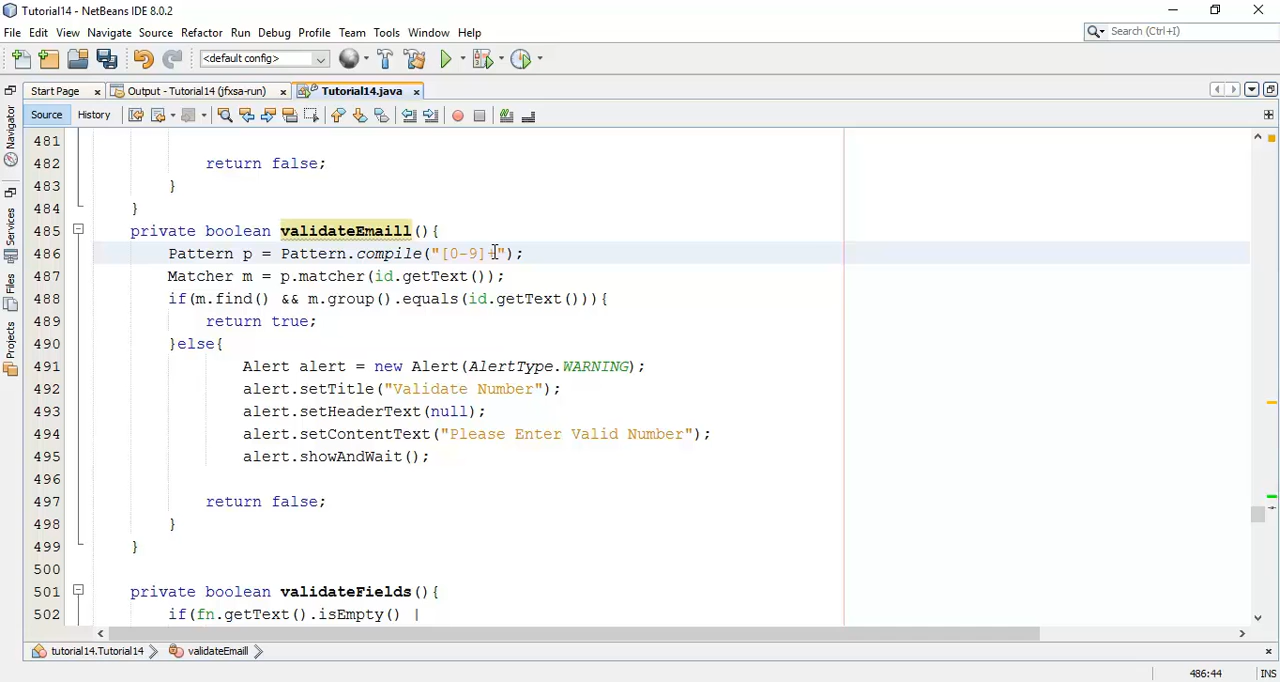 Tutorial14 - NetBeans IDE 8.0.2
File Edit View Navigate Source Refactor Run Debug Profile Team Tools Window Help
Search (Ctrl+I)
<default config>
Start Page x Output - Tutorial14 (jfxsa-run) x Tutorial14.java x
Source History
481
482 return false;
483 }
484 }
485 private boolean validateEmaill(){
486 Pattern p = Pattern.compile("[0-9]+");
487 Matcher m = p.matcher(id.getText());
488 if(m.find() && m.group().equals(id.getText())){
489 return true;
490 }else{
491 Alert alert = new Alert(AlertType.WARNING);
492 alert.setTitle("Validate Number");
493 alert.setHeaderText(null);
494 alert.setContentText("Please Enter Valid Number");
495 alert.showAndWait();
496
497 return false;
498 }
499 }
500
501 private boolean validateFields(){
502 if(fn.getText().isEmpty() |
Navigator
Services
Files
Projects
tutorial14.Tutorial14 validateEmaill
486:44 INS